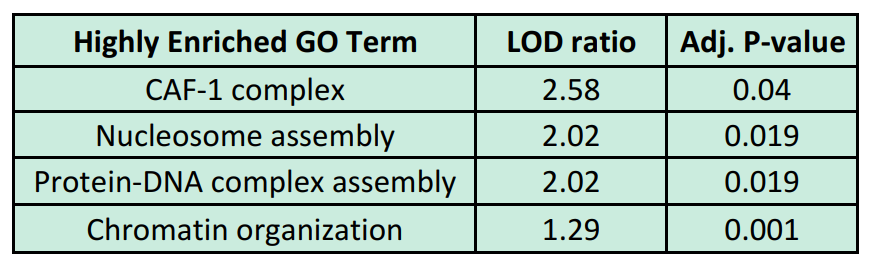 Highly Enriched GO Term LOD ratio Adj. P-value
CAF-1 complex 2.58 0.04
Nucleosome assembly 2.02 0.019
Protein-DNA complex assembly 2.02 0.019
Chromatin organization 1.29 0.001